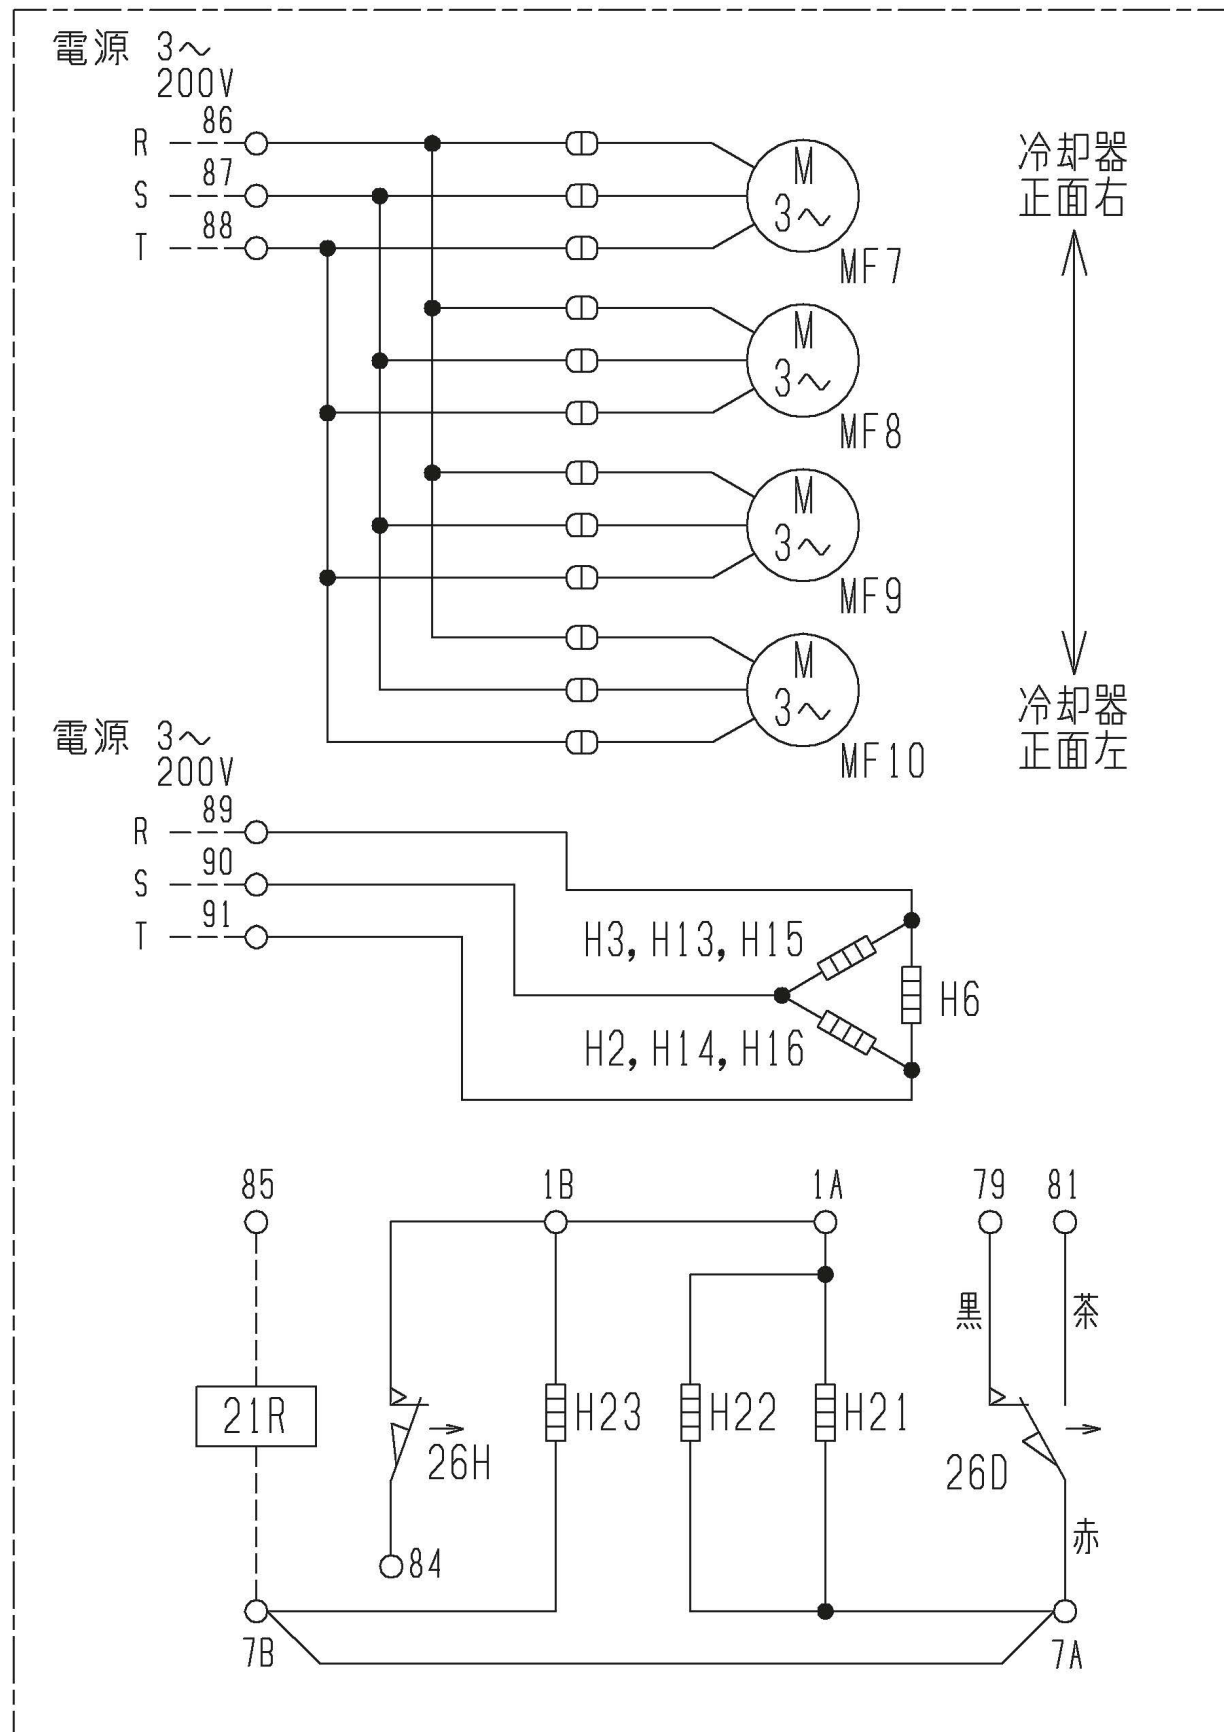 電源 3～
200V
R 86
S 87
T 88
M
3～
MF7
M
3～
MF8
M
3～
MF9
M
3～
MF10
冷却器
正面右
冷却器
正面左
電源 3～
200V
R 89
S 90
T 91
H3, H13, H15
H6
H2, H14, H16
85
1B
1A
79
81
黒
茶
21R
26H
H23
H22
H21
26D
赤
84
7B
7A